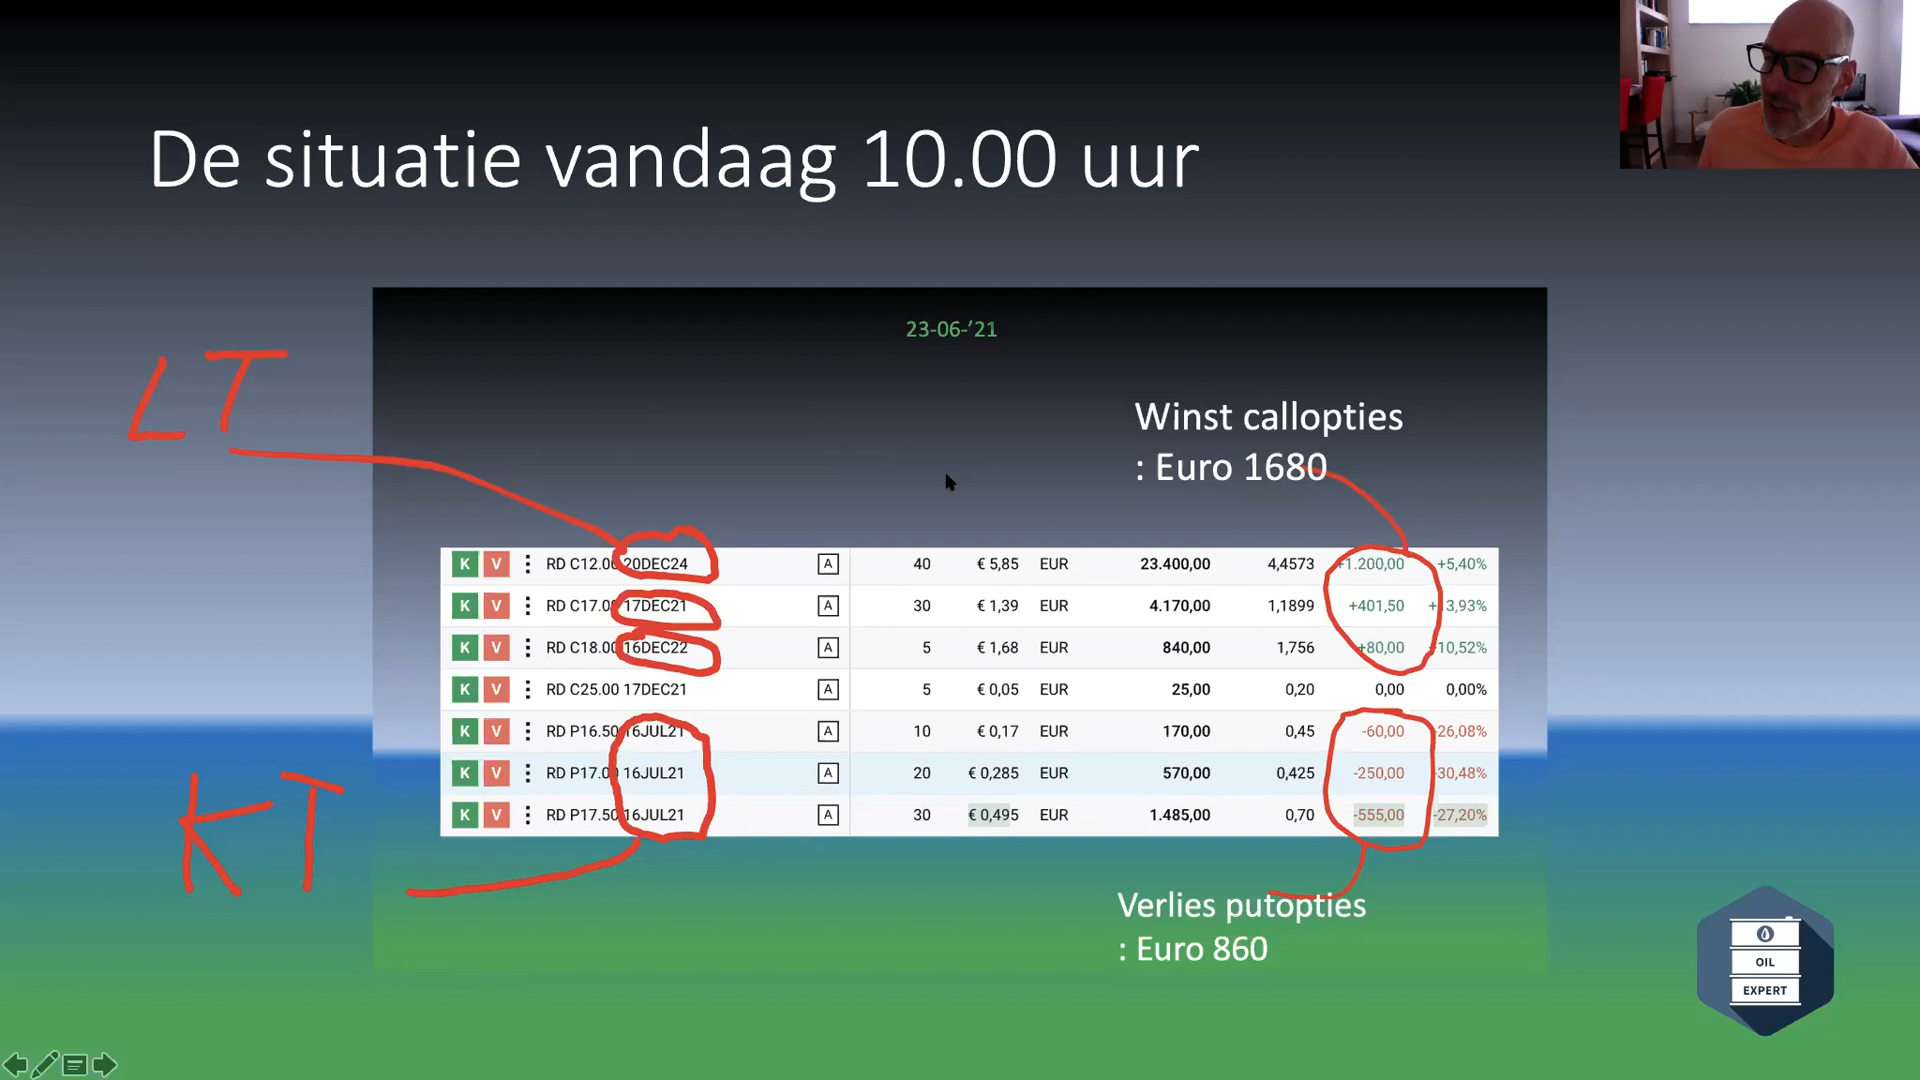 De situatie vandaag 10.00 uur
23-06-'21
LT
Winst callopties
: Euro 1680
K V RD C12.00 20DEC24 A 40 € 5,85 EUR 23.400,00 4,4573 +1.200,00 +5,40%
K V RD C17.00 17DEC21 A 30 € 1,39 EUR 4.170,00 1,1899 +401,50 +13,93%
K V RD C18.00 16DEC22 A 5 € 1,68 EUR 840,00 1,756 +80,00 +10,52%
K V RD C25.00 17DEC21 A 5 € 0,05 EUR 25,00 0,20 0,00 0,00%
K V RD P16.50 16JUL21 A 10 € 0,17 EUR 170,00 0,45 -60,00 -26,08%
K V RD P17.00 16JUL21 A 20 € 0,285 EUR 570,00 0,425 -250,00 -30,48%
K V RD P17.50 16JUL21 A 30 € 0,495 EUR 1.485,00 0,70 -555,00 -27,20%
KT
Verlies putopties
: Euro 860
OIL
EXPERT